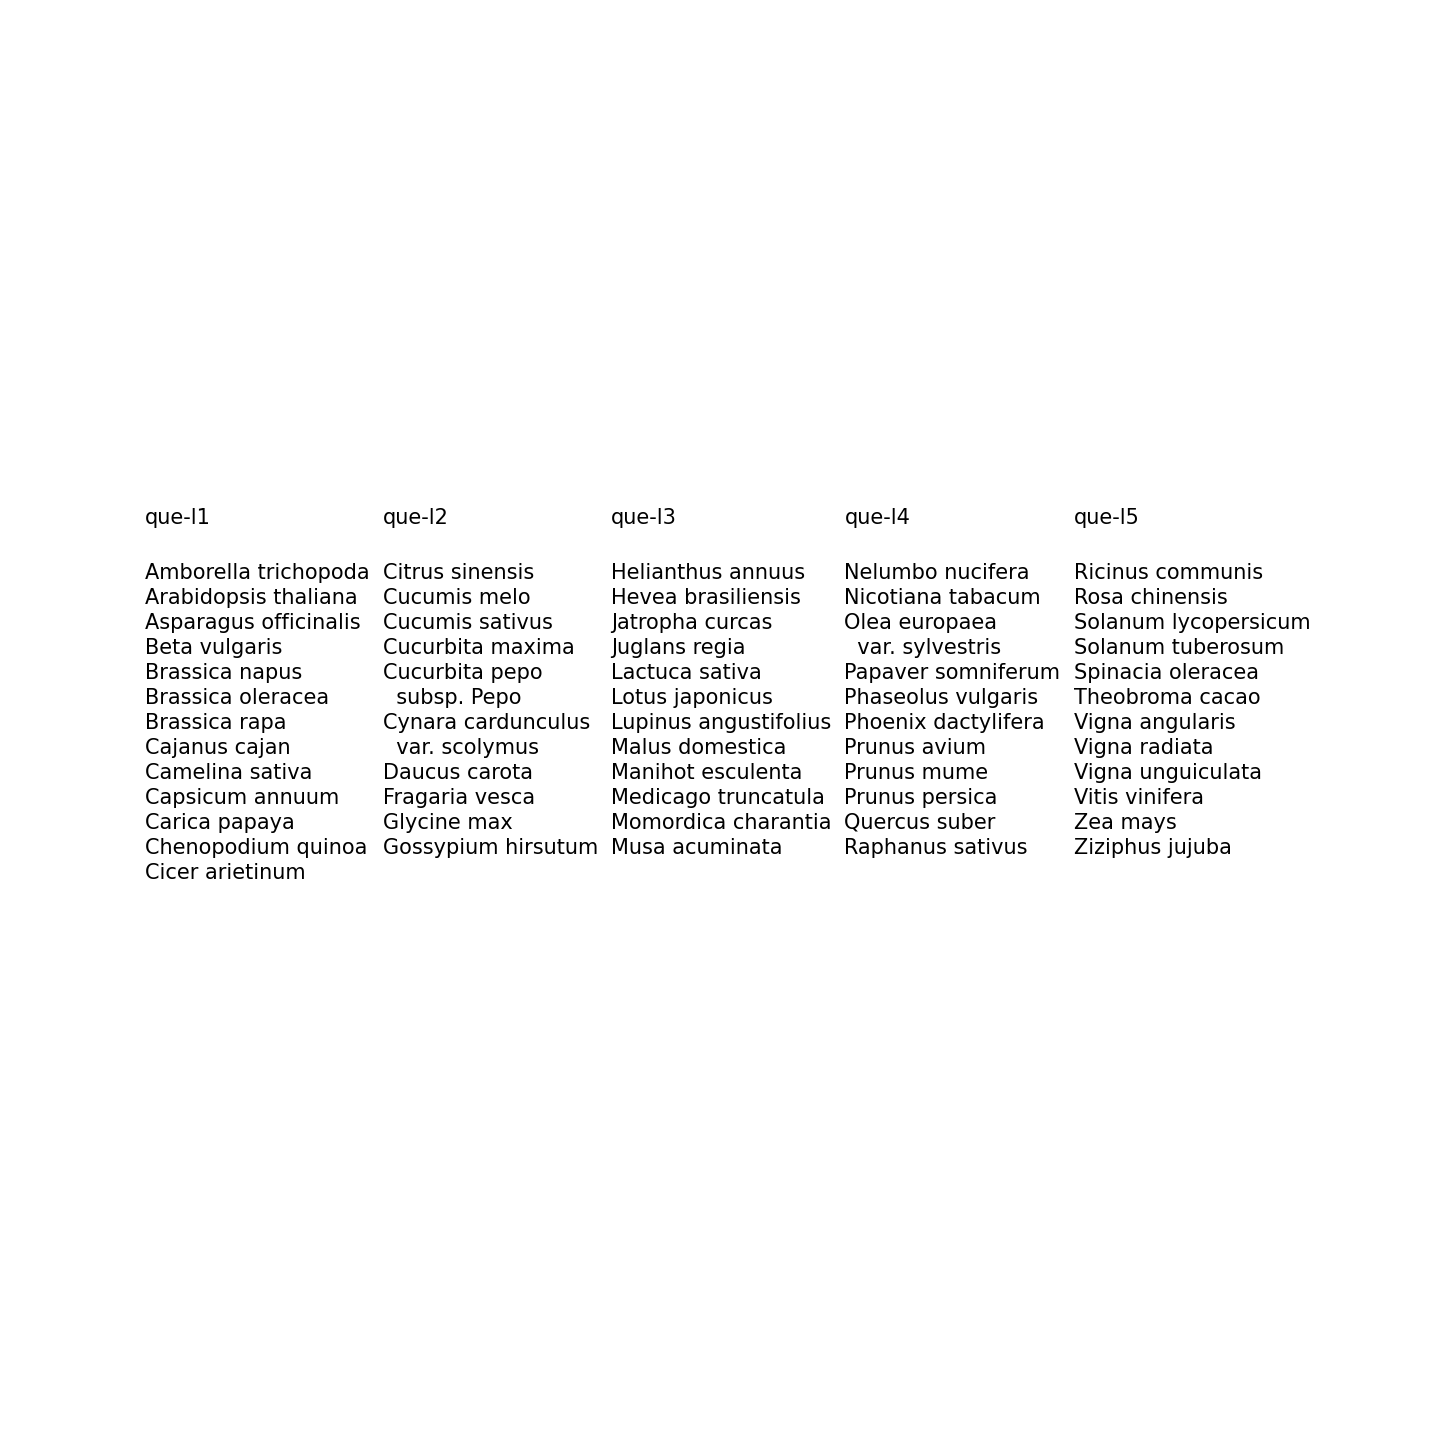 que-l1
Amborella trichopoda
Arabidopsis thaliana
Asparagus officinalis
Beta vulgaris
Brassica napus
Brassica oleracea
Brassica rapa
Cajanus cajan
Camelina sativa
Capsicum annuum
Carica papaya
Chenopodium quinoa
Cicer arietinum
que-l2
Citrus sinensis
Cucumis melo
Cucumis sativus
Cucurbita maxima
Cucurbita pepo
subsp. Pepo
Cynara cardunculus
var. scolymus
Daucus carota
Fragaria vesca
Glycine max
Gossypium hirsutum
que-l3
Helianthus annuus
Hevea brasiliensis
Jatropha curcas
Juglans regia
Lactuca sativa
Lotus japonicus
Lupinus angustifolius
Malus domestica
Manihot esculenta
Medicago truncatula
Momordica charantia
Musa acuminata
que-l4
Nelumbo nucifera
Nicotiana tabacum
Olea europaea
var. sylvestris
Papaver somniferum
Phaseolus vulgaris
Phoenix dactylifera
Prunus avium
Prunus mume
Prunus persica
Quercus suber
Raphanus sativus
que-l5
Ricinus communis
Rosa chinensis
Solanum lycopersicum
Solanum tuberosum
Spinacia oleracea
Theobroma cacao
Vigna angularis
Vigna radiata
Vigna unguiculata
Vitis vinifera
Zea mays
Ziziphus jujuba